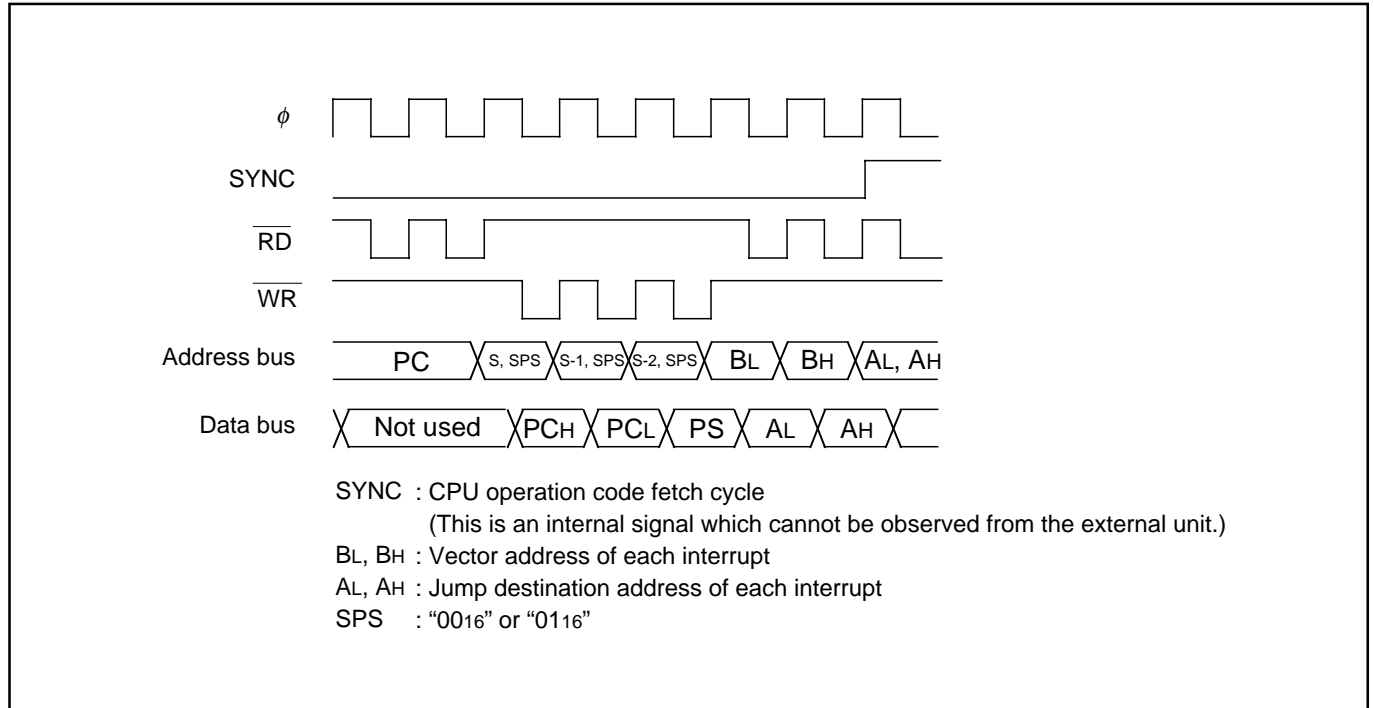 ϕ
SYNC
RD
WR
Address bus PC S, SPS S-1, SPS S-2, SPS BL BH AL, AH
Data bus Not used PCH PCL PS AL AH
SYNC : CPU operation code fetch cycle
(This is an internal signal which cannot be observed from the external unit.)
BL, BH : Vector address of each interrupt
AL, AH : Jump destination address of each interrupt
SPS : “0016” or “0116”